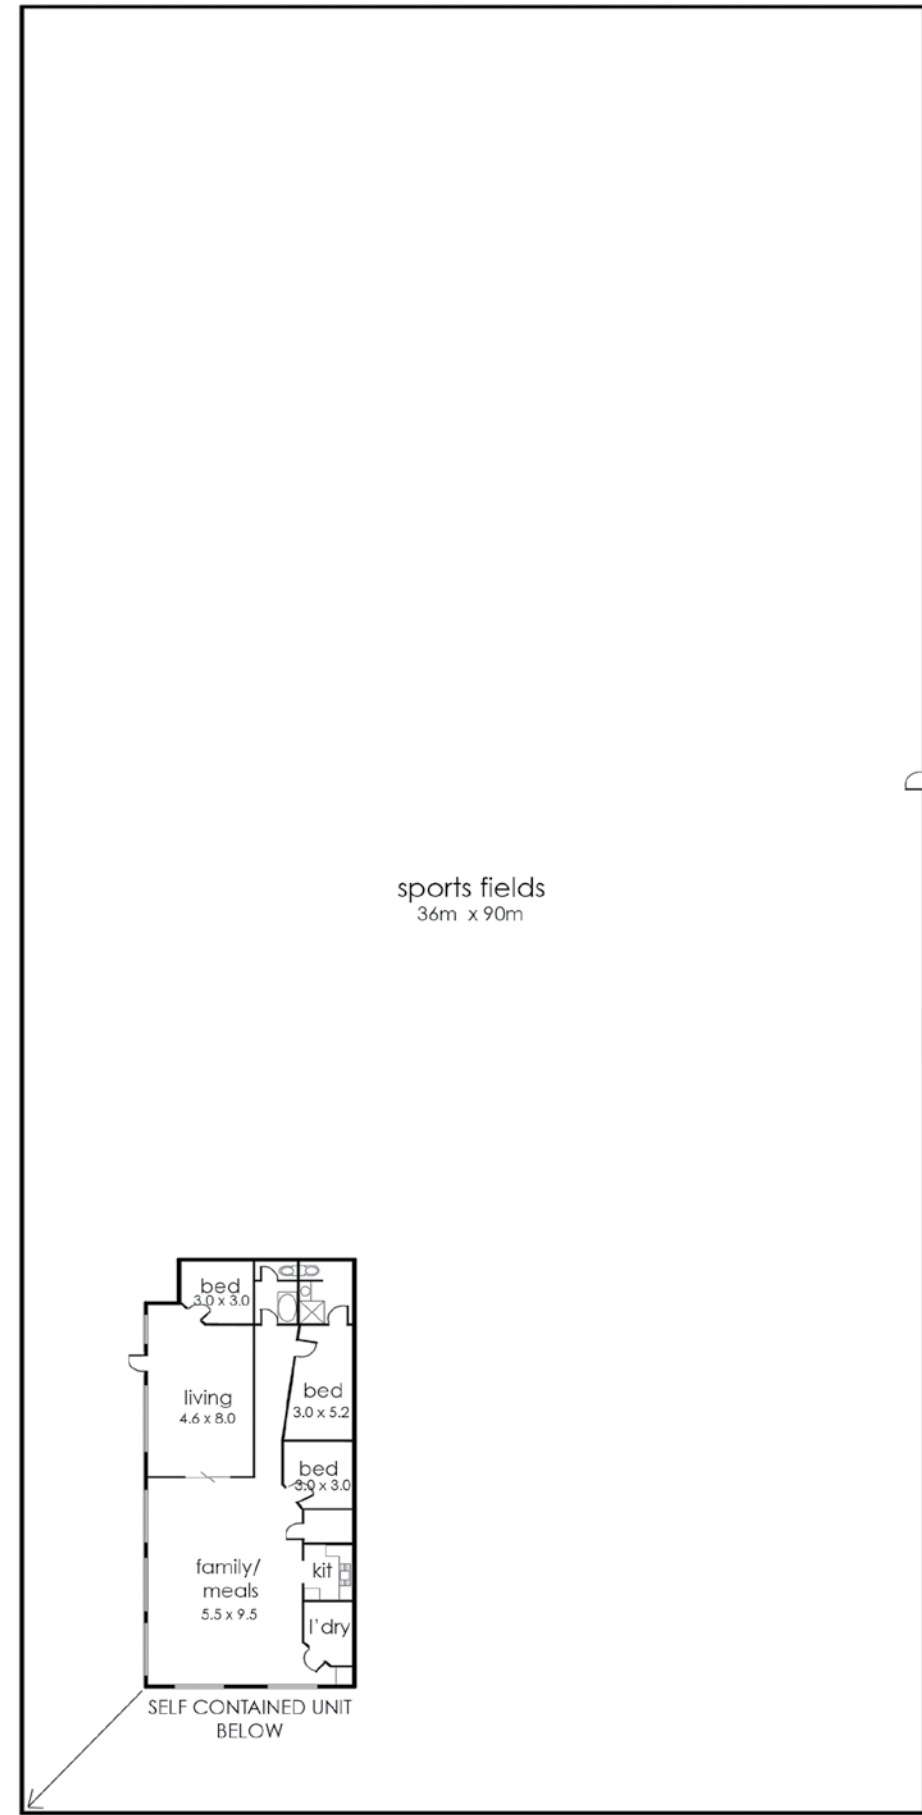 sports fields
36m x 90m
bed
3.0 x 3.0
living
4.6 x 8.0
bed
3.0 x 5.2
bed
3.0 x 3.0
family/
meals
5.5 x 9.5
kit
l'dry
SELF CONTAINED UNIT
BELOW